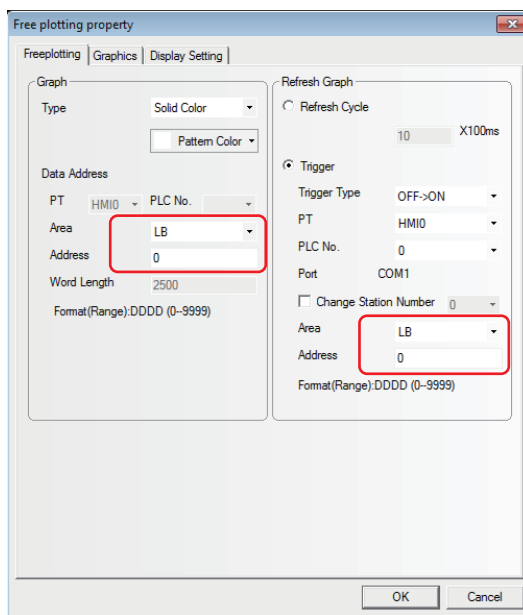 Free plotting property
Freeplotting Graphics Display Setting
Graph
Type Solid Color
Pattern Color
Data Address
PT HMI0 PLC No.
Area LB
Address 0
Word Length 2500
Format(Range):DDDD (0--9999)
Refresh Graph
Refresh Cycle
10 X100ms
Trigger
Trigger Type OFF->ON
PT HMI0
PLC No. 0
Port COM1
Change Station Number 0
Area LB
Address 0
Format(Range):DDDD (0--9999)
OK Cancel